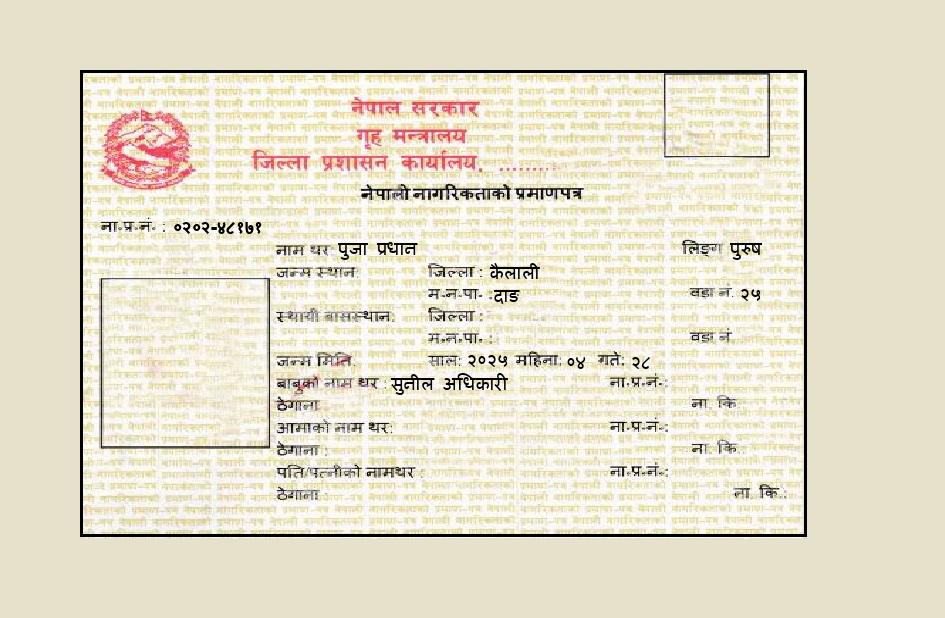 नेपाल सरकार
गृह मन्त्रालय
जिल्ला प्रशासन कार्यालय, ........
नेपाली नागरिकताको प्रमाणपत्र
ना.प्र.नं. : ०२०२-४८१७१
नाम थर: पुजा प्रधान लिङ्ग पुरुष
जन्म स्थान: जिल्ला : कैलाली
म.न.पा. : दाङ वडा नं. २५
स्थायी बासस्थान: जिल्ला :
म.न.पा. : वडा नं
जन्म मिति: साल: २०२५ महिना: ०४ गते: २८
बाबुको नाम थर : सुनील अधिकारी ना.प्र.नं.:
ठेगाना ना. कि.:
आमाको नाम थर: ना.प्र.नं.:
ठेगाना : ना. कि.:
पति/पत्नीको नामथर : ना.प्र.नं.:
ठेगाना : ना. कि.: